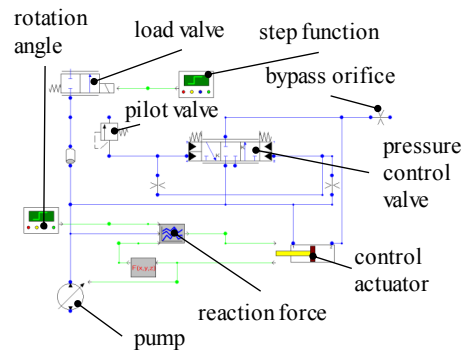 rotation
angle
load valve
step function
bypass orifice
pilot valve
pressure
control
valve
F(x,y,z)
control
actuator
reaction force
pump